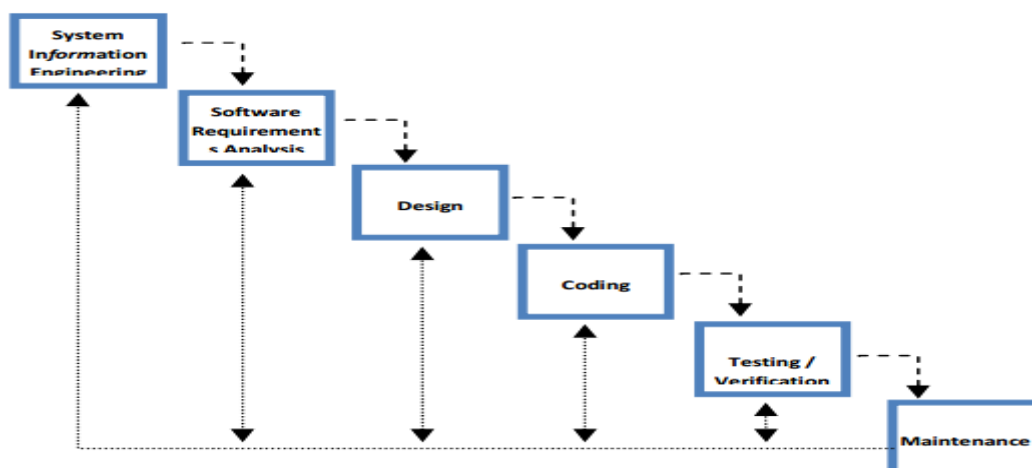 System
Information
Engineering
Software
Requirement
s Analysis
Design
Coding
Testing /
Verification
Maintenance